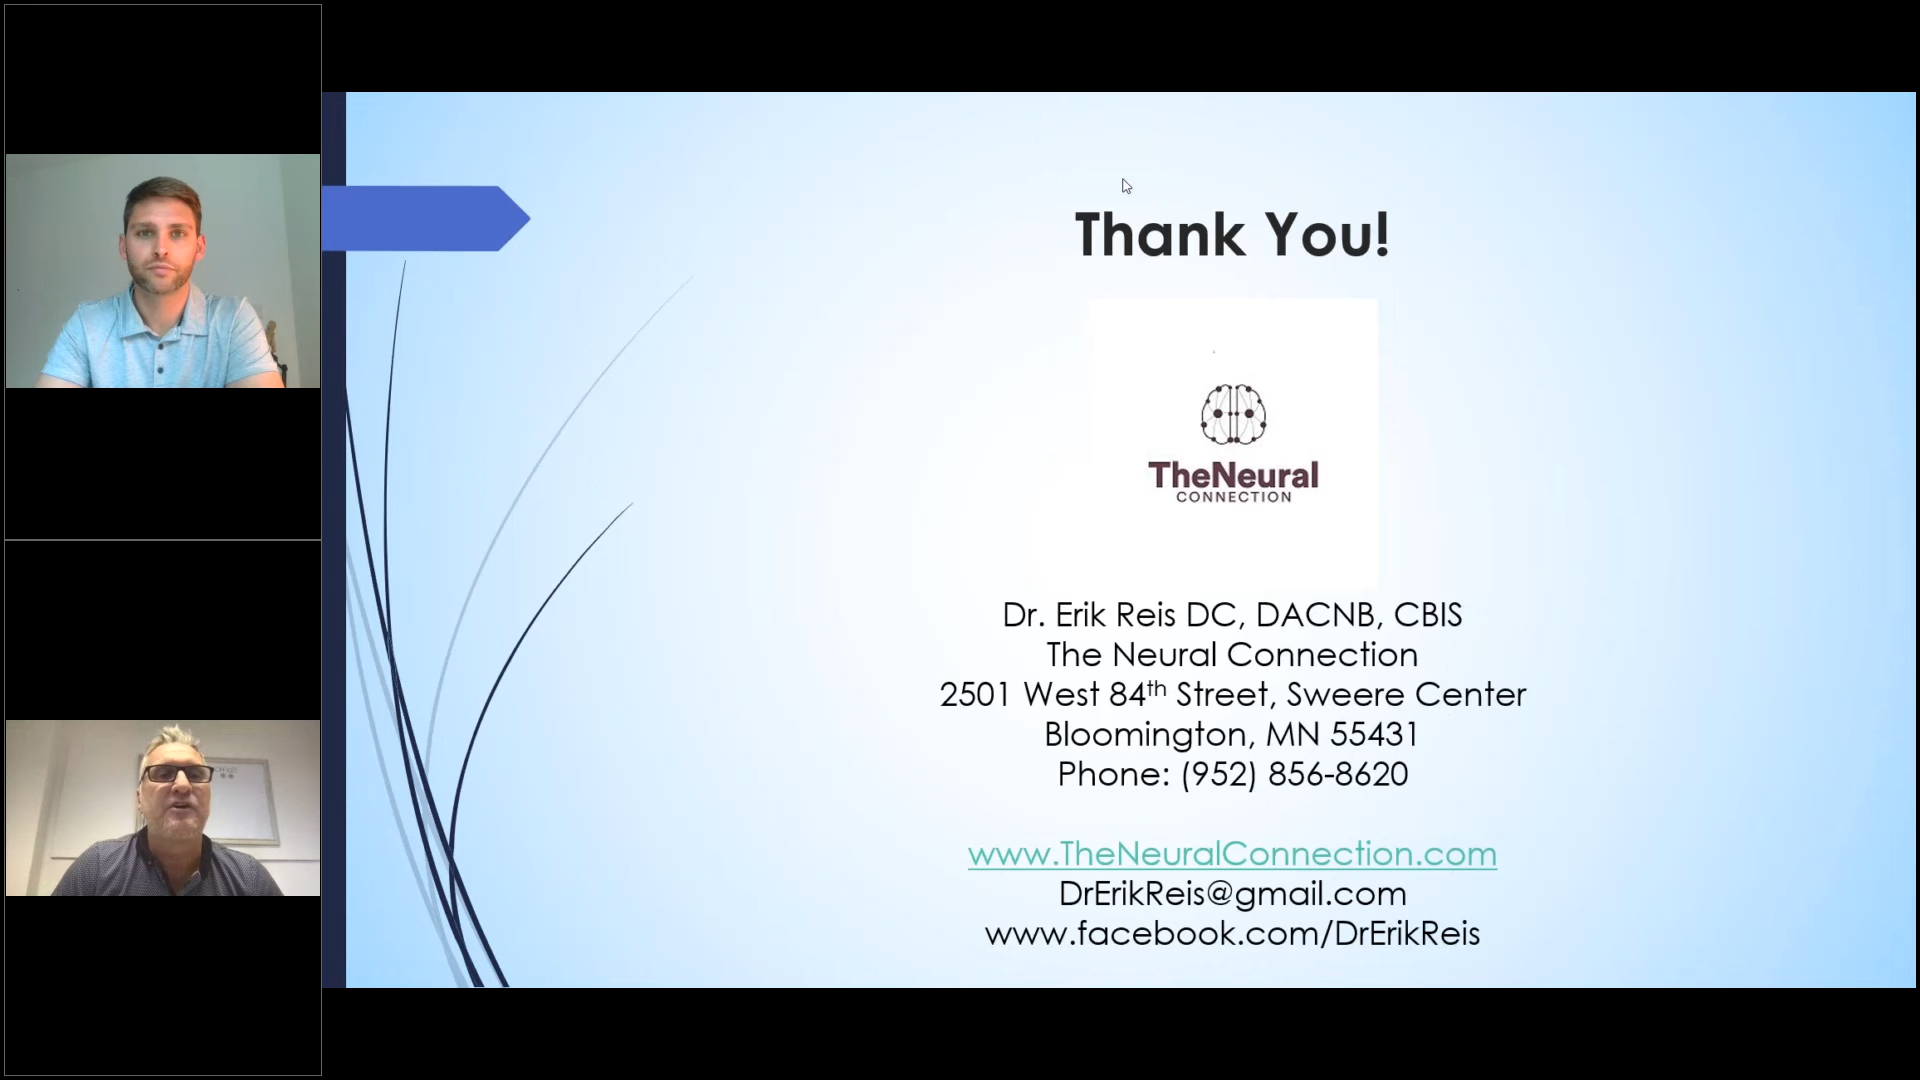 Thank You!
TheNeural
CONNECTION
Dr. Erik Reis DC, DACNB, CBIS
The Neural Connection
2501 West 84th Street, Sweere Center
Bloomington, MN 55431
Phone: (952) 856-8620
www.TheNeuralConnection.com
DrErikReis@gmail.com
www.facebook.com/DrErikReis